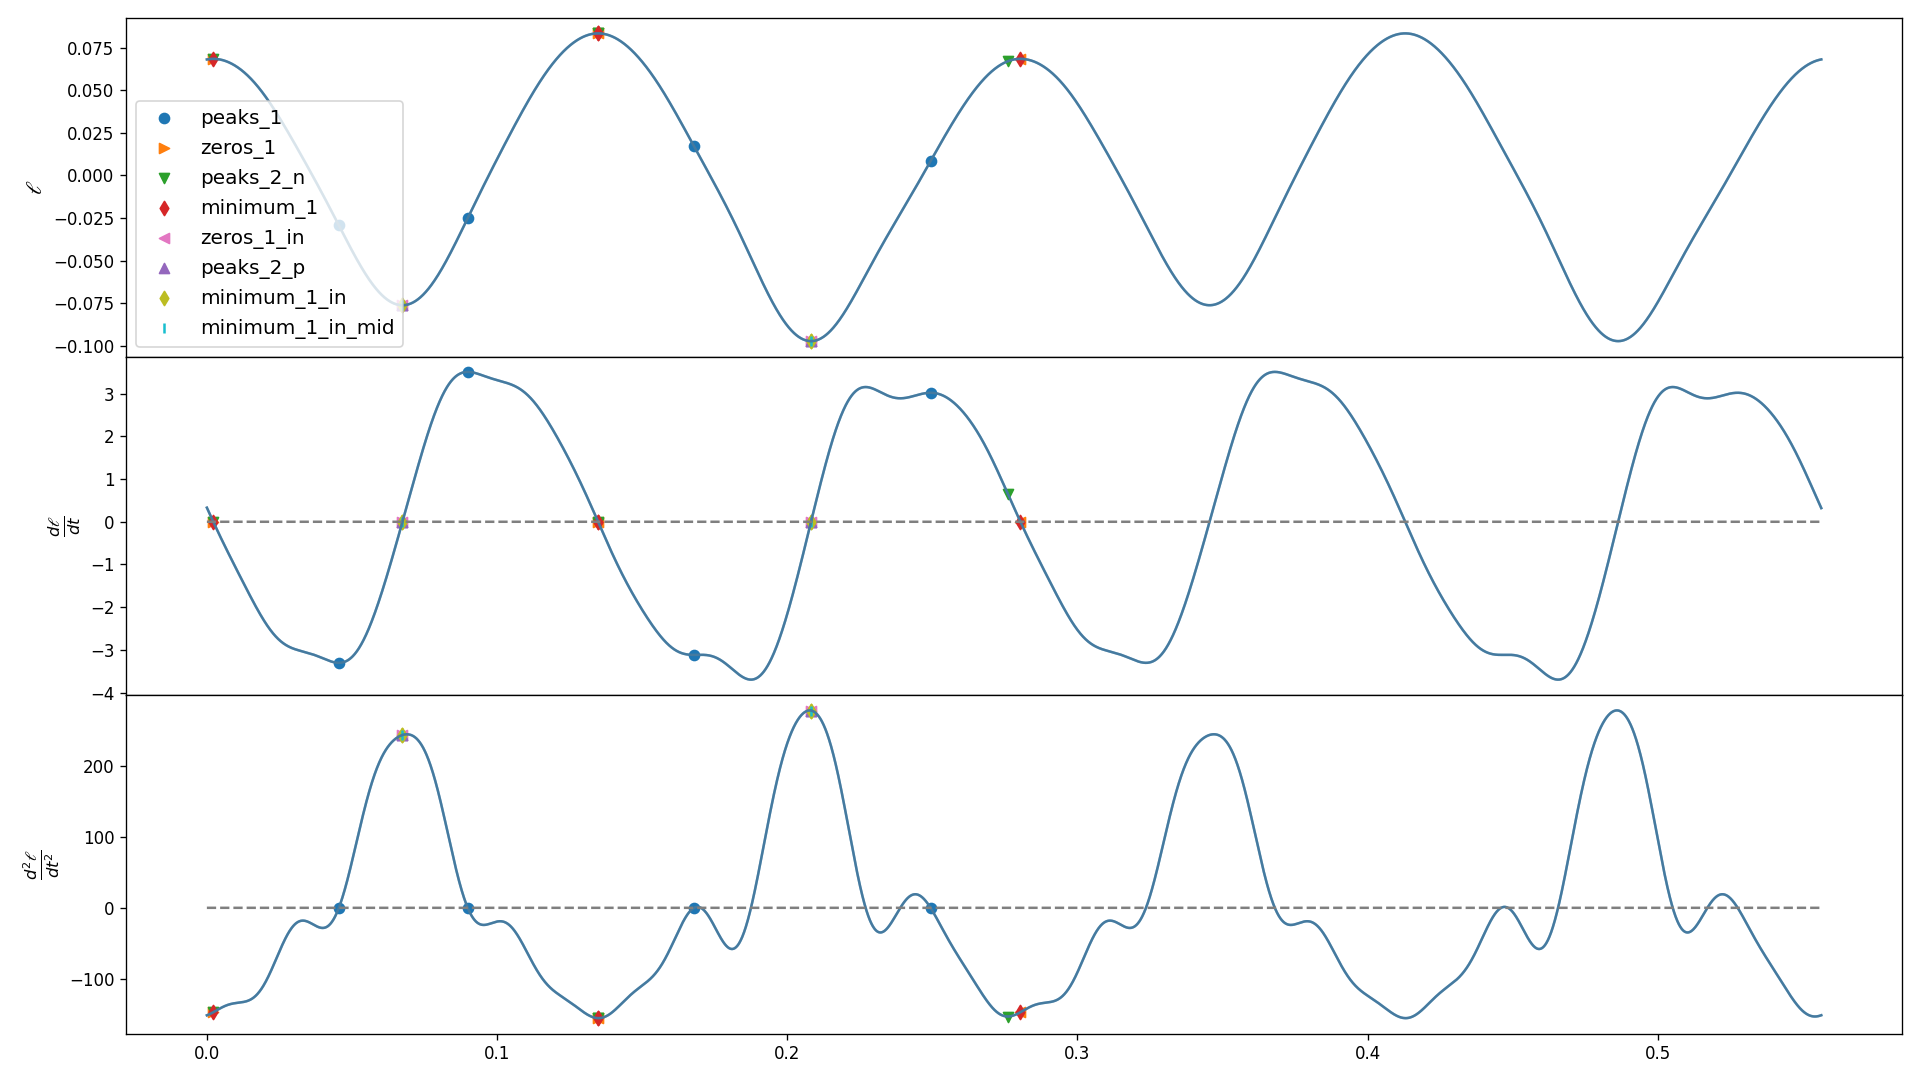 0.075
0.050
0.025
0.000
−0.025
−0.050
−0.075
−0.100
ℓ
peaks_1
zeros_1
peaks_2_n
minimum_1
zeros_1_in
peaks_2_p
minimum_1_in
minimum_1_in_mid
3
2
1
0
−1
−2
−3
−4
dℓ
dt
200
100
0
−100
d²ℓ
dt²
0.0 0.1 0.2 0.3 0.4 0.5